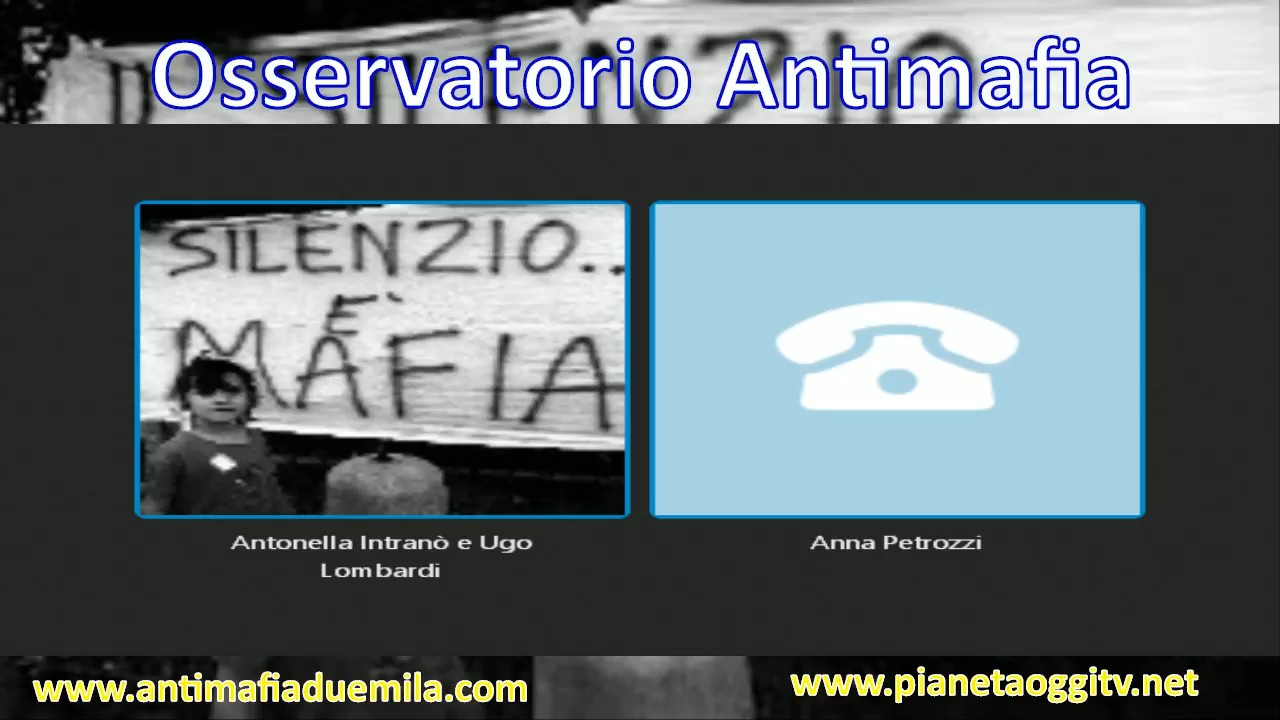 Osservatorio Antimafia
SILENZIO..
E'
MAFIA
Antonella Intranò e Ugo
Lombardi
Anna Petrozzi
www.antimafiaduemila.com
www.pianetaoggitv.net